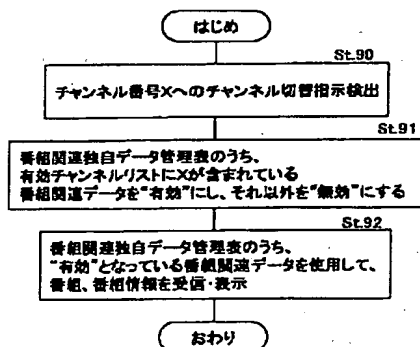 はじめ
St.90
チャンネル番号Xへのチャンネル切替指示検出
St.91
番組関連独自データ管理表のうち、
有効チャンネルリストにXが含まれている
番組関連データを“有効”にし、それ以外を“無効”にする
St.92
番組関連独自データ管理表のうち、
“有効”となっている番組関連データを使用して、
番組、番組情報を受信・表示
おわり